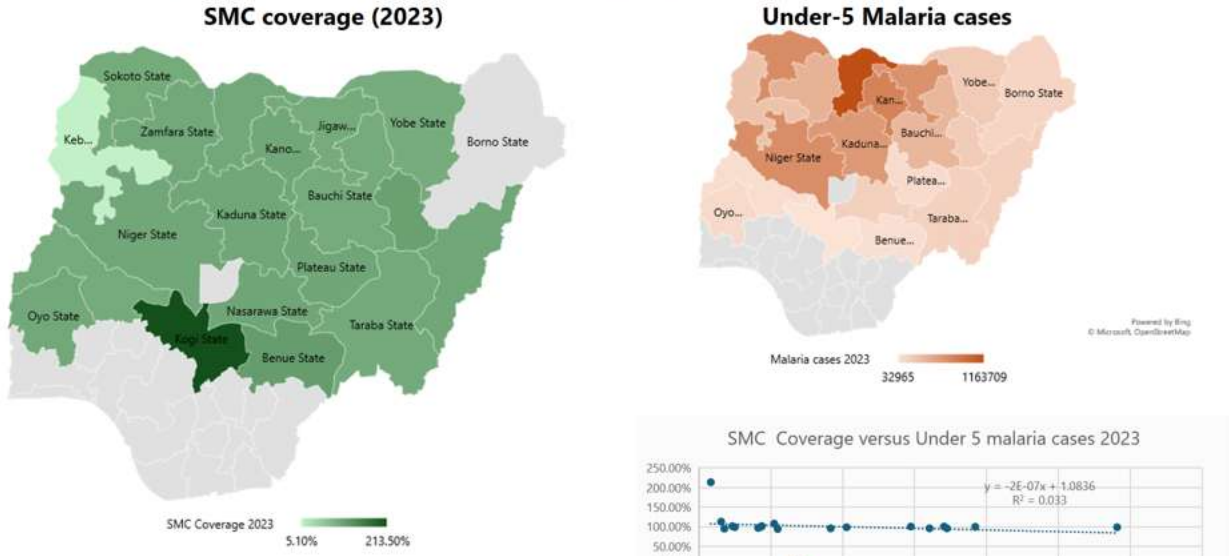 SMC coverage (2023)
Sokoto State
Keb...
Zamfara State
Jigaw...
Kano...
Yobe State
Borno State
Bauchi State
Kaduna State
Niger State
Plateau State
Oyo State
Nasarawa State
Kogi State
Taraba State
Benue State
SMC Coverage 2023
5.10%
213.50%
Under-5 Malaria cases
Yobe...
Borno State
Kan...
Bauchi...
Kaduna...
Niger State
Platea...
Oyo...
Taraba...
Benue...
Powered by Bing
© Microsoft, OpenStreetMap
Malaria cases 2023
32965
1163709
SMC Coverage versus Under 5 malaria cases 2023
250.00%
200.00%
150.00%
100.00%
50.00%
y = -2E-07x + 1.0836
R² = 0.033